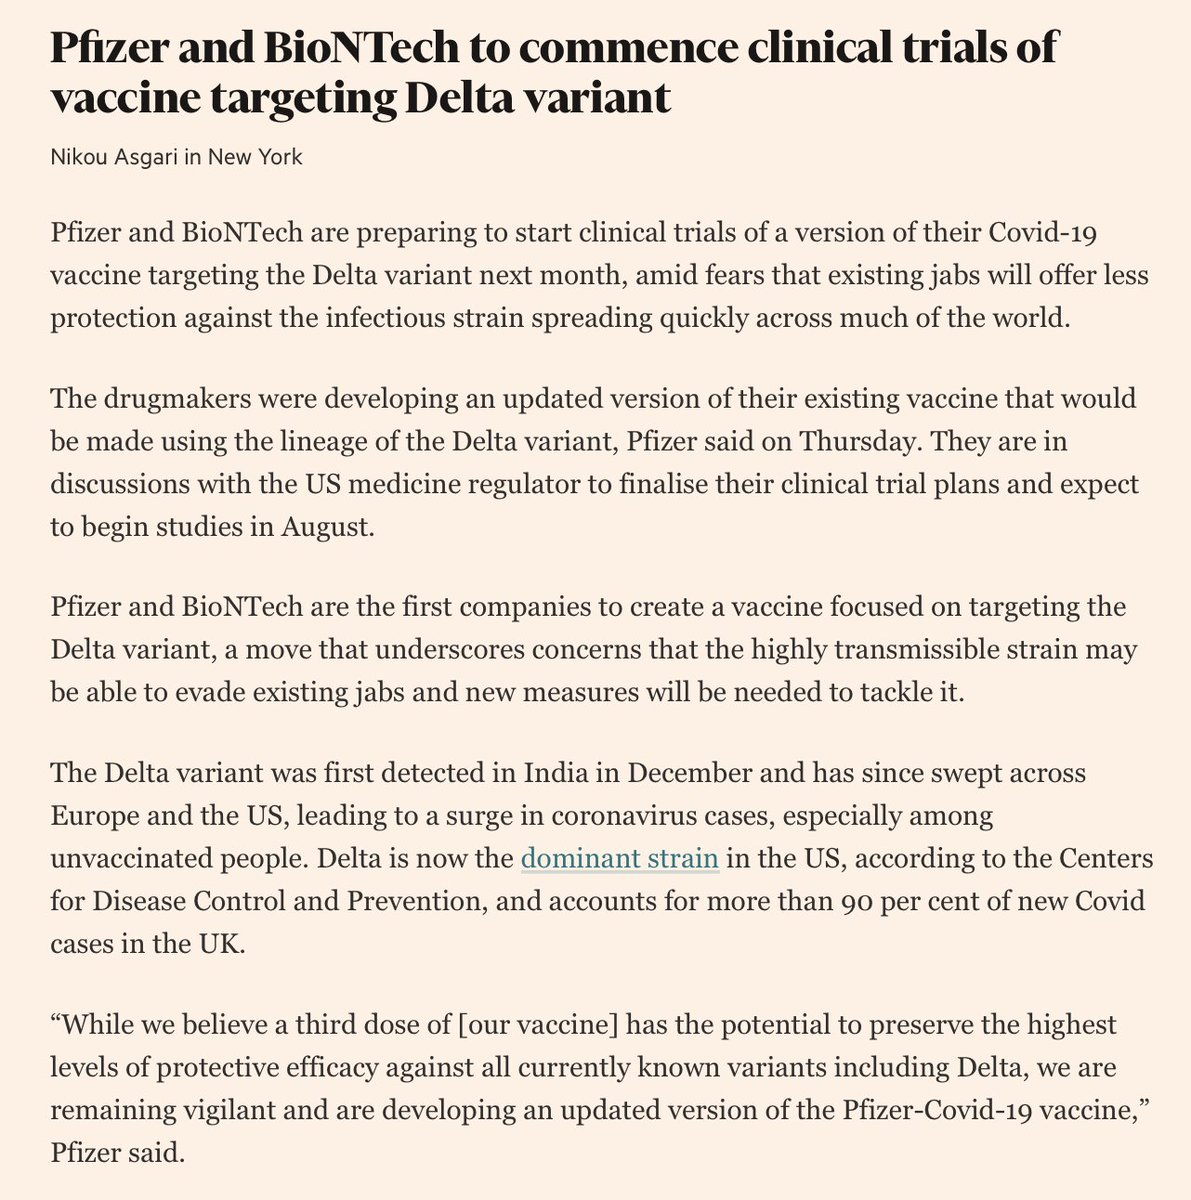 Pfizer and BioNTech to commence clinical trials of
vaccine targeting Delta variant
Nikou Asgari in New York
Pfizer and BioNTech are preparing to start clinical trials of a version of their Covid-19
vaccine targeting the Delta variant next month, amid fears that existing jabs will offer less
protection against the infectious strain spreading quickly across much of the world.
The drugmakers were developing an updated version of their existing vaccine that would
be made using the lineage of the Delta variant, Pfizer said on Thursday. They are in
discussions with the US medicine regulator to finalise their clinical trial plans and expect
to begin studies in August.
Pfizer and BioNTech are the first companies to create a vaccine focused on targeting the
Delta variant, a move that underscores concerns that the highly transmissible strain may
be able to evade existing jabs and new measures will be needed to tackle it.
The Delta variant was first detected in India in December and has since swept across
Europe and the US, leading to a surge in coronavirus cases, especially among
unvaccinated people. Delta is now the dominant strain in the US, according to the Centers
for Disease Control and Prevention, and accounts for more than 90 per cent of new Covid
cases in the UK.
“While we believe a third dose of [our vaccine] has the potential to preserve the highest
levels of protective efficacy against all currently known variants including Delta, we are
remaining vigilant and are developing an updated version of the Pfizer-Covid-19 vaccine,”
Pfizer said.